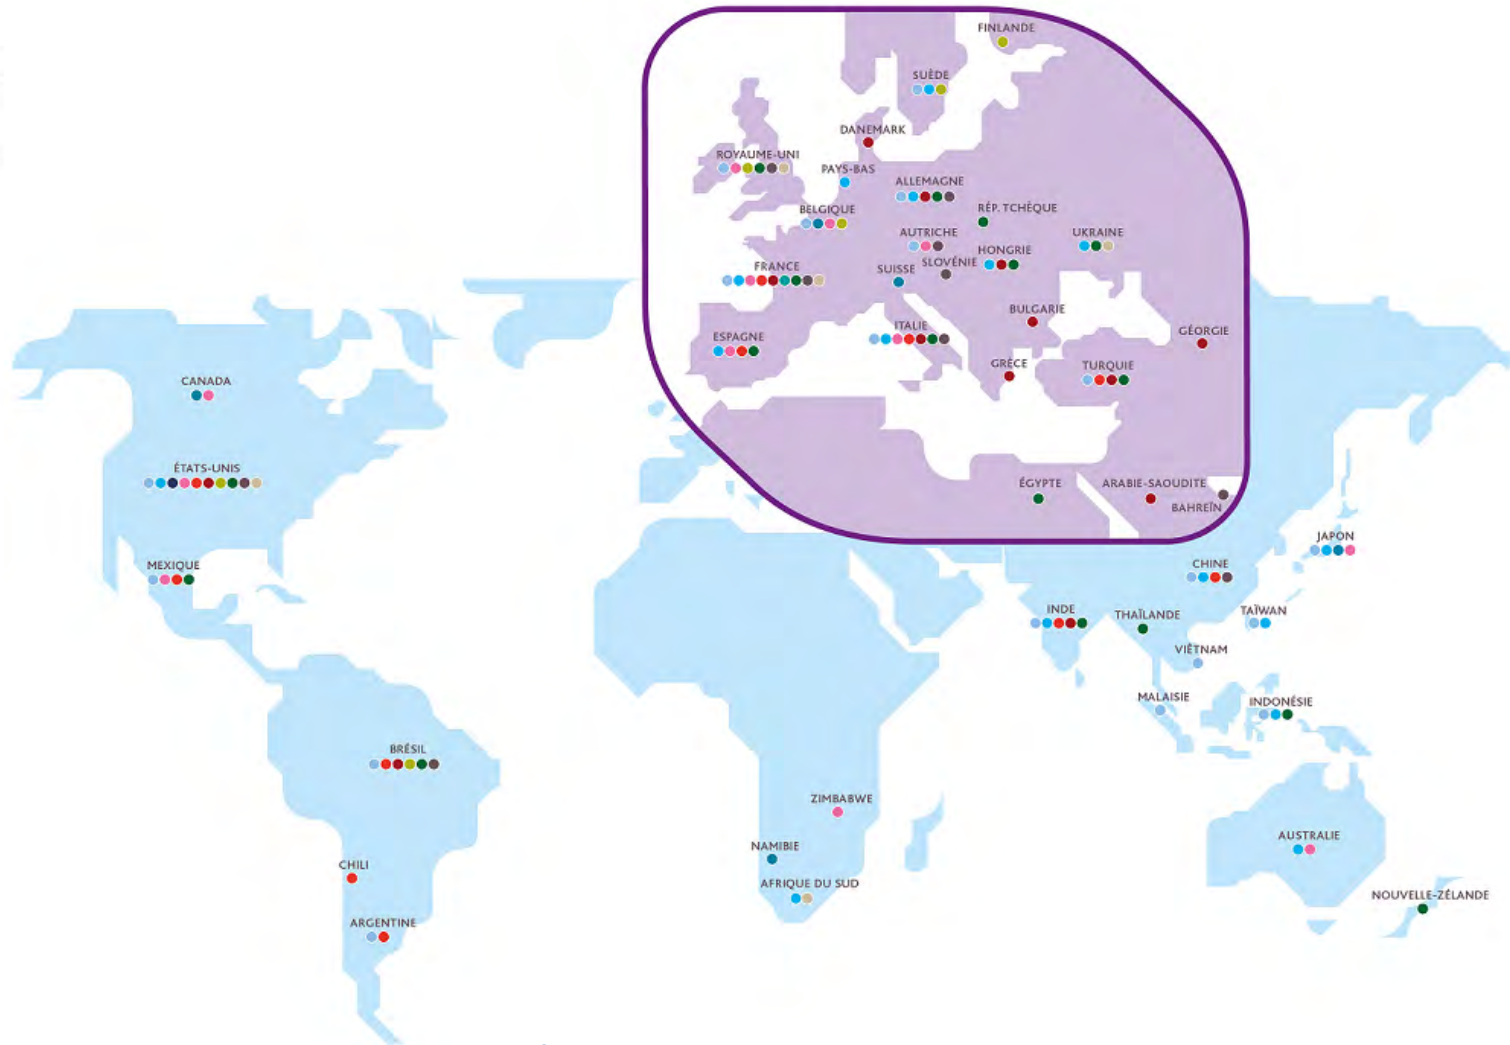 FINLANDE
SUÈDE
DANEMARK
ROYAUME-UNI
PAYS-BAS
ALLEMAGNE
BELGIQUE
RÉP. TCHÈQUE
AUTRICHE
UKRAINE
HONGRIE
FRANCE
SUISSE
SLOVÉNIE
BULGARIE
ESPAGNE
ITALIE
GÉORGIE
GRÈCE
TURQUIE
CANADA
ÉTATS-UNIS
ÉGYPTE
ARABIE-SAOUDITE
BAHREÏN
JAPON
MEXIQUE
CHINE
INDE
THAÏLANDE
TAÏWAN
VIÊTNAM
MALAISIE
INDONÉSIE
BRÉSIL
ZIMBABWE
AUSTRALIE
NAMIBIE
CHILI
AFRIQUE DU SUD
NOUVELLE-ZÉLANDE
ARGENTINE